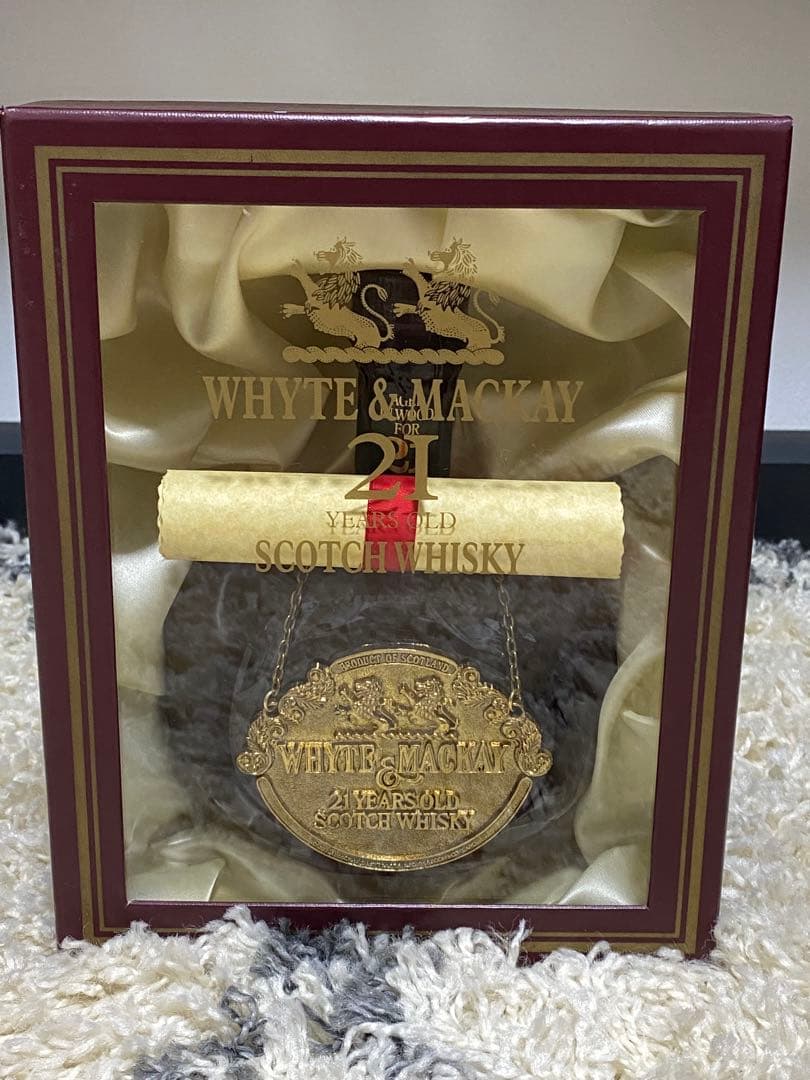 WHYTE & MACKAY
AGED
WOOD
FOR
21
21
YEARS OLD
SCOTCH WHISKY
PRODUCT OF SCOTLAND
WHYTE & MACKAY
21 YEARS OLD
SCOTCH WHISKY